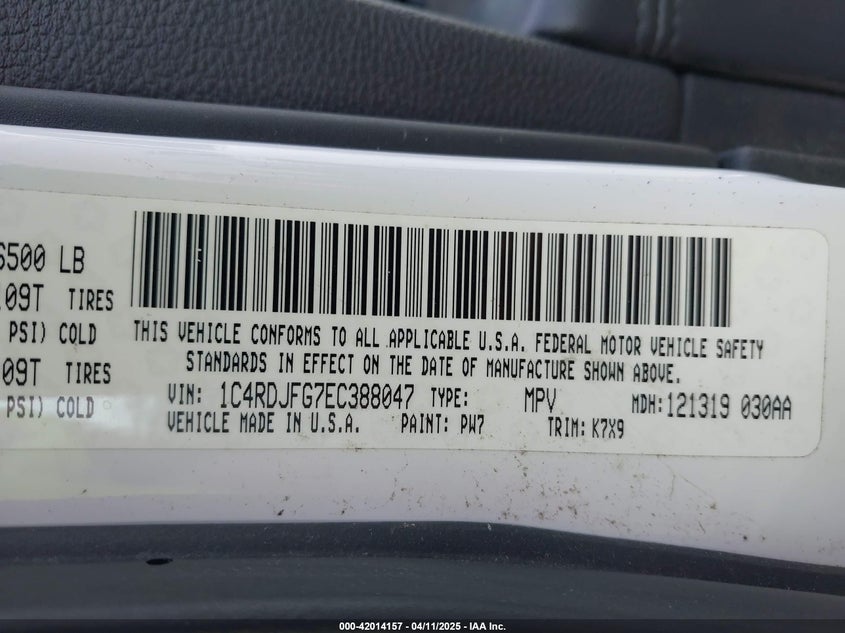 6500 LB
109T TIRES
PSI) COLD
09T TIRES
PSI) COLD
THIS VEHICLE CONFORMS TO ALL APPLICABLE U.S.A. FEDERAL MOTOR VEHICLE SAFETY
STANDARDS IN EFFECT ON THE DATE OF MANUFACTURE SHOWN ABOVE.
VIN: 1C4RDJFG7EC388047 TYPE: MPV MDH:121319 030AA
VEHICLE MADE IN U.S.A. PAINT: PW7 TRIM: K7X9
000-42014157 - 04/11/2025 - IAA Inc.